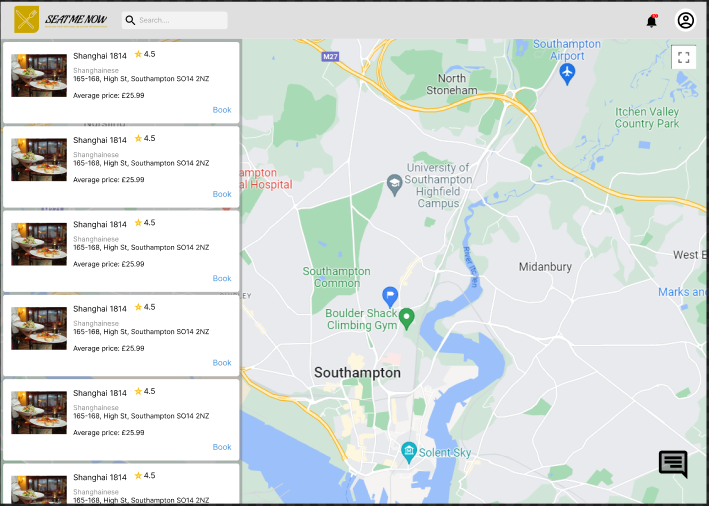 SEAT ME NOW
Search....
Shanghai 1814
4.5
Shanghainese
165-168, High St, Southampton SO14 2NZ
Average price: £25.99
Book
Shanghai 1814
4.5
Shanghainese
165-168, High St, Southampton SO14 2NZ
Average price: £25.99
Book
Shanghai 1814
4.5
Shanghainese
165-168, High St, Southampton SO14 2NZ
Average price: £25.99
Book
Shanghai 1814
4.5
Shanghainese
165-168, High St, Southampton SO14 2NZ
Average price: £25.99
Book
Shanghai 1814
4.5
Shanghainese
165-168, High St, Southampton SO14 2NZ
Average price: £25.99
Book
Shanghai 1814
4.5
Shanghainese
165-168, High St, Southampton SO14 2NZ
M27
Southampton
Airport
North
Stoneham
Itchen Valley
Country Park
University of
Southampton
Highfield
Campus
mpton
al Hospital
River Itchen
West E
Midanbury
Southampton
Common
Marks an
LEY
Boulder Shack
Climbing Gym
Southampton
Solent Sky